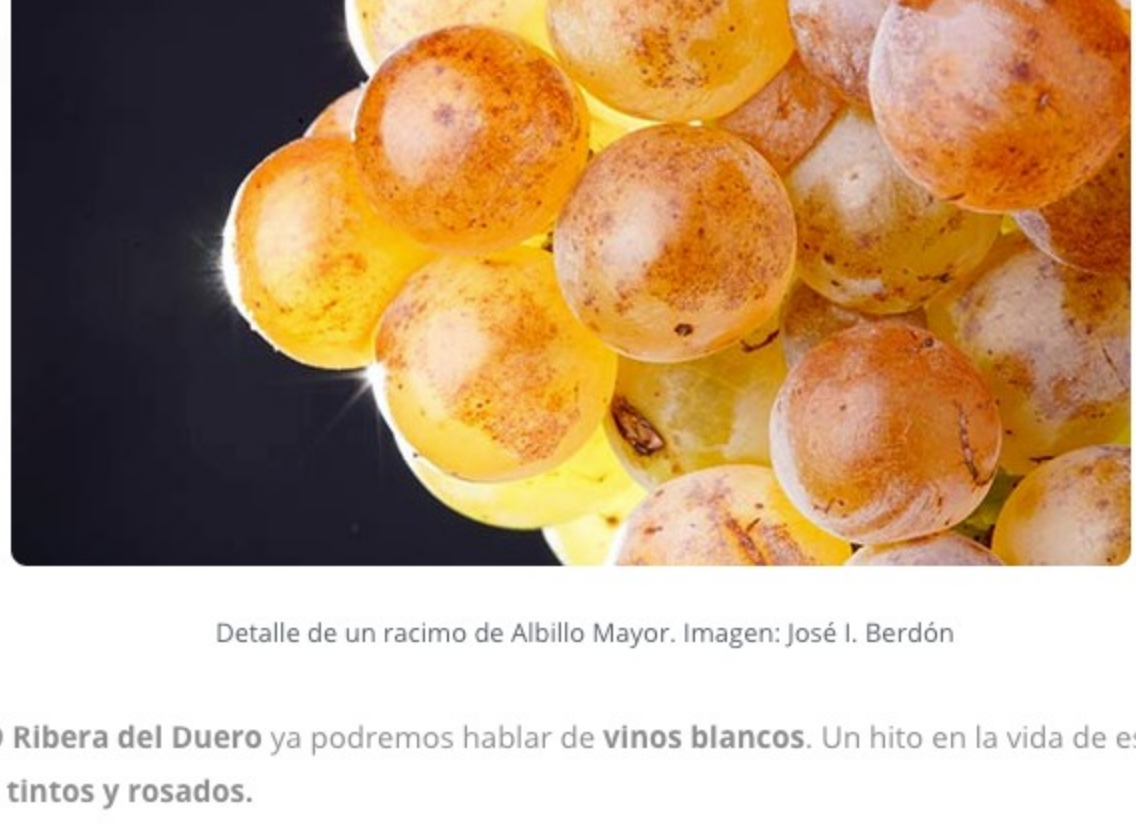 Detalle de un racimo de Albillo Mayor. Imagen: José I. Berdón
Ribera del Duero ya podremos hablar de vinos blancos. Un hito en la vida de
tintos y rosados.